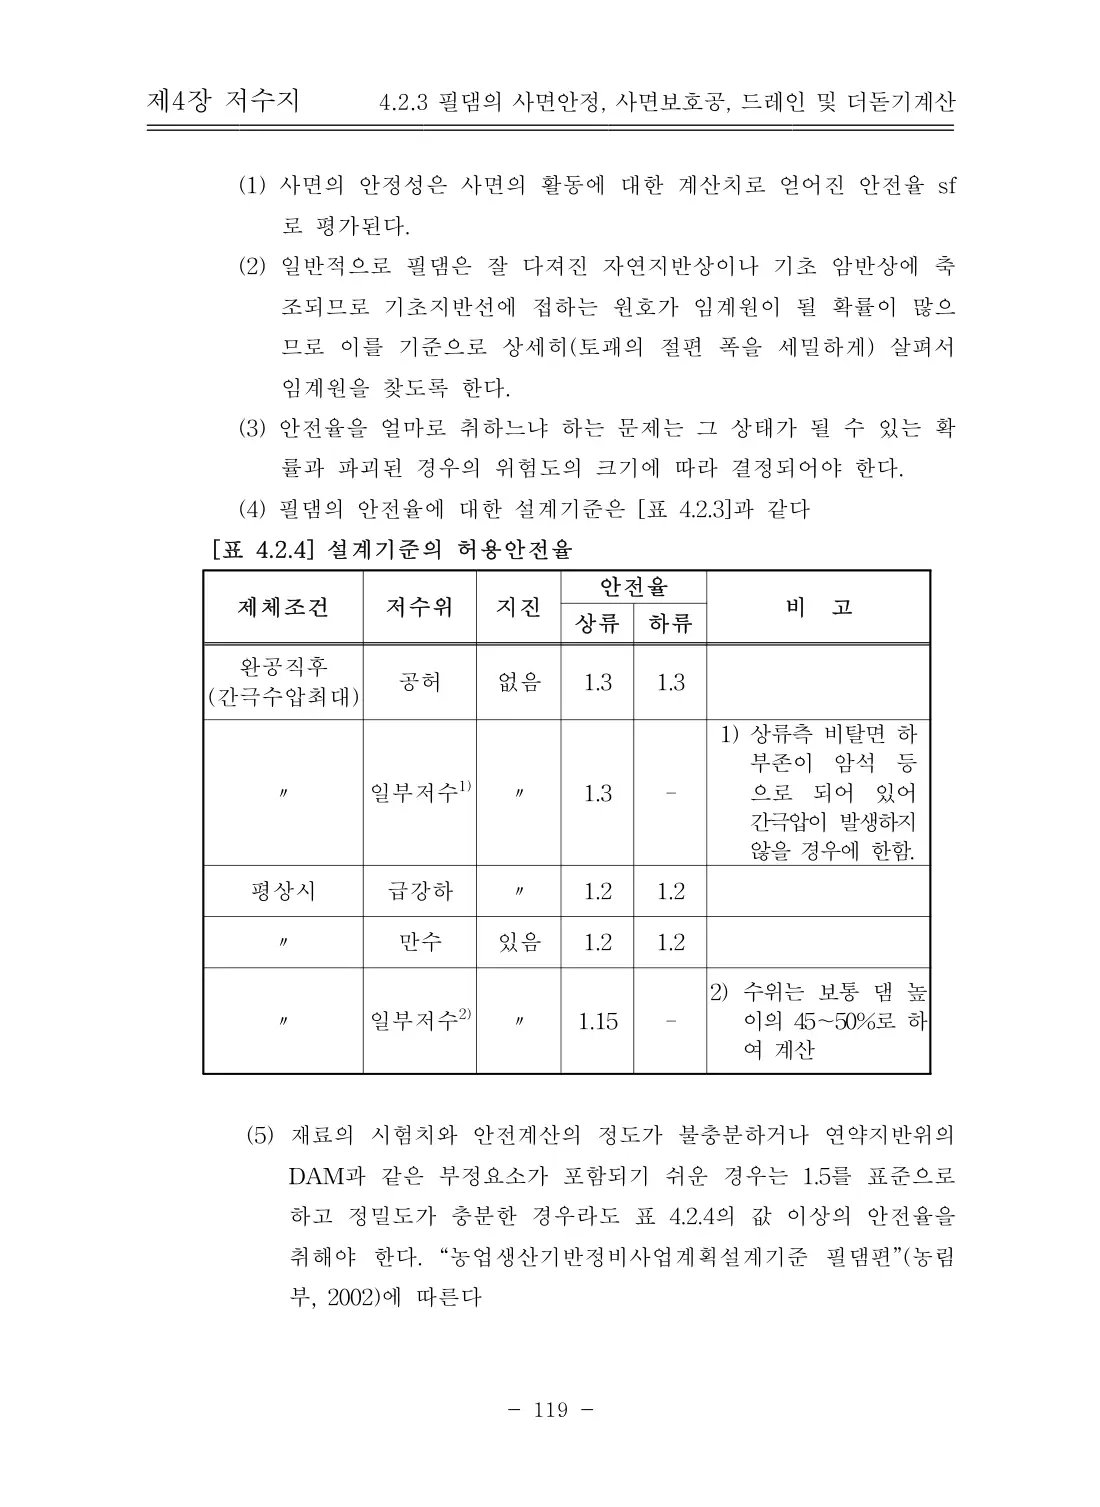 제4장 저수지 4.2.3 필댐의 사면안정, 사면보호공, 드레인 및 더돋기계산
(1) 사면의 안정성은 사면의 활동에 대한 계산치로 얻어진 안전율 sf
로 평가된다.
(2) 일반적으로 필댐은 잘 다져진 자연지반상이나 기초 암반상에 축
조되므로 기초지반선에 접하는 원호가 임계원이 될 확률이 많으
므로 이를 기준으로 상세히(토괘의 절편 폭을 세밀하게) 살펴서
임계원을 찾도록 한다.
(3) 안전율을 얼마로 취하느냐 하는 문제는 그 상태가 될 수 있는 확
률과 파괴된 경우의 위험도의 크기에 따라 결정되어야 한다.
(4) 필댐의 안전율에 대한 설계기준은 [표 4.2.3]과 같다
[표 4.2.4] 설계기준의 허용안전율
제체조건 저수위 지진 안전율 비 고
상류 하류
완공직후
(간극수압최대) 공허 없음 1.3 1.3
〃 일부저수1) 〃 1.3 -
1) 상류측 비탈면 하
부존이 암석 등
으로 되어 있어
간극압이 발생하지
않을 경우에 한함.
평상시 급강하 〃 1.2 1.2
〃 만수 있음 1.2 1.2
〃 일부저수2) 〃 1.15 -
2) 수위는 보통 댐 높
이의 45~50%로 하
여 계산
(5) 재료의 시험치와 안전계산의 정도가 불충분하거나 연약지반위의
DAM과 같은 부정요소가 포함되기 쉬운 경우는 1.5를 표준으로
하고 정밀도가 충분한 경우라도 표 4.2.4의 값 이상의 안전율을
취해야 한다. “농업생산기반정비사업계획설계기준 필댐편”(농림
부, 2002)에 따른다
- 119 -